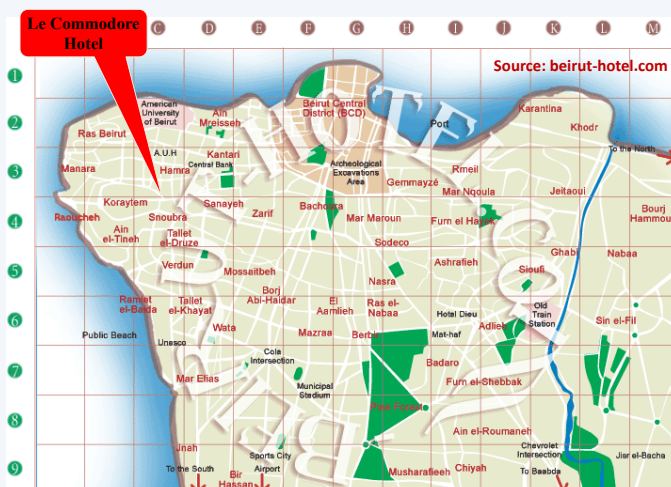 Le Commodore
Hotel
C D E F G H I J K L M
Source: beirut-hotel.com
1
American
University
of Beirut
Ain
Mreisseh
Beirut Central
District (BCD)
Port
Karantina
Khodr
2
Ras Beirut
A.U.H
Kantari
Central Bank
Archeological
Excavations
Area
To the North
3
Manara
Hamra
Gemmayzé
Rmeil
Mar Nqoula
Jeitaoui
Koraytem
Sanayeh
Bachoura
Bourj
Hammou
4
Raoucheh
Snoubra
Zarif
Mar Maroun
Furn el Hayek
Ain
el-Tineh
Tallet
el-Druze
Sodeco
Ghabi
Nabaa
5
Verdun
Mossaitbeh
Ashrafieh
Sioufi
Nasra
Ramlet
el-Baida
Tallet
el-Khayat
Borj
Abi-Haidar
El
Aamlieh
Ras el-
Nabaa
Hotel Dieu
Old
Train
Station
6
Wata
Mazraa
Berbir
Mat-haf
Adlieh
Sin el-Fil
Public Beach
Unesco
Cola
Intersection
Badaro
7
Mar Elias
Municipal
Stadium
Furn el-Shebbak
8
Pine Forest
Ain el-Roumaneh
Jnah
Sports City
Chevrolet
Intersection
Jisr el-Bacha
9
To the South
Bir
Hassan
Airport
Musharafieh
Chiyah
To Baabda
BEIRUT HOTEL.COM